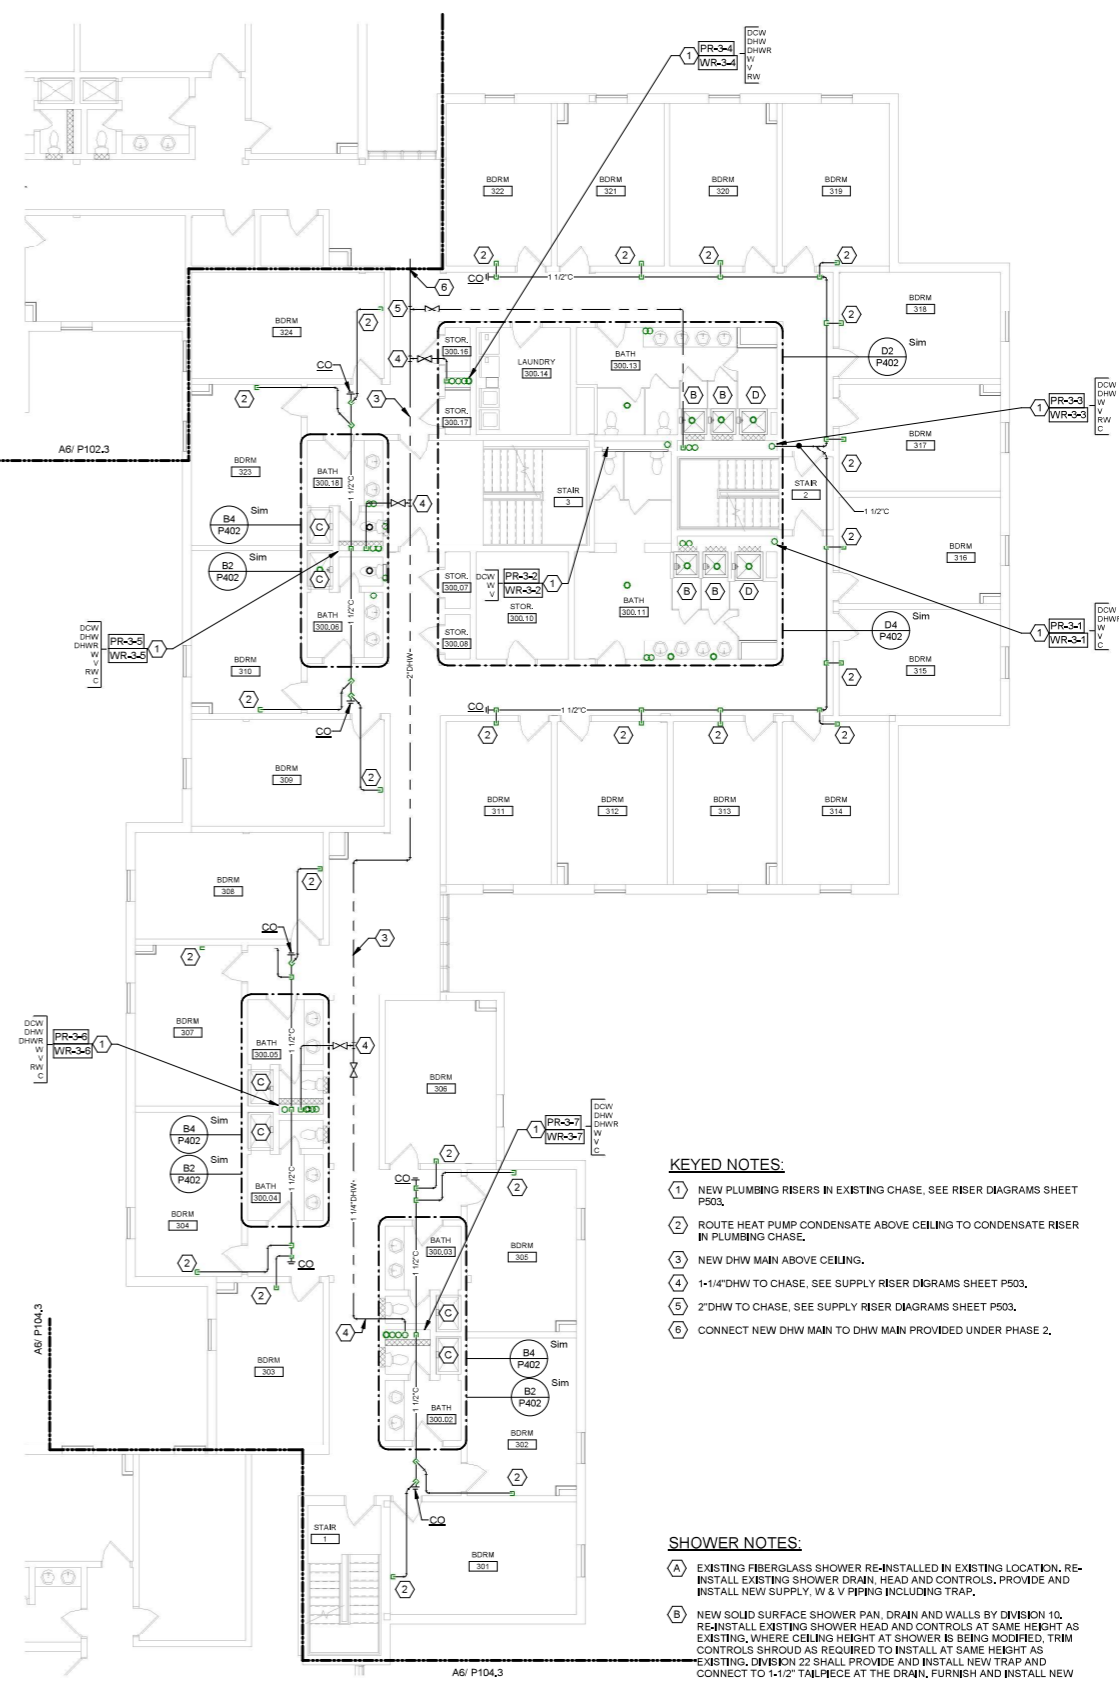 1
PR-3-4
WR-3-4
DCW
DHW
DHWR
W
V
RW
BDRM
322
BDRM
321
BDRM
320
BDRM
319
2
2
2
2
CO
1 1/2"C
6
5
BDRM
324
2
BDRM
318
2
STOR.
300.16
LAUNDRY
300.14
BATH
300.13
D2
P402
Sim
4
CO
2
3
STOR.
300.17
B
B
D
1
PR-3-3
WR-3-3
DCW
DHW
W
V
RW
C
A6/ P102.3
BDRM
323
BATH
300.18
1 1/2"C
BDRM
317
2
STAIR
3
STAIR
2
1 1/2"C
4
B4
P402
Sim
C
2
BDRM
316
B2
P402
Sim
C
STOR.
300.07
DCW
W
V
PR-3-2
WR-3-2
1
STOR.
300.10
B
B
D
BATH
300.06
1 1/2"C
BATH
300.11
DCW
DHW
DHWR
W
V
RW
C
PR-3-5
WR-3-5
1
STOR.
300.08
D4
P402
Sim
1
PR-3-1
WR-3-1
DCW
DHWR
W
V
C
BDRM
310
2
2"DHW
BDRM
315
2
CO
CO
1 1/2"C
2
2
2
2
BDRM
309
2
BDRM
311
BDRM
312
BDRM
313
BDRM
314
BDRM
308
2
CO
2
3
BDRM
307
BATH
300.05
1 1/2"C
DCW
DHW
DHWR
W
V
RW
C
PR-3-6
WR-3-6
1
4
C
BDRM
306
B4
P402
Sim
C
1
PR-3-7
WR-3-7
DCW
DHW
DHWR
W
V
C
B2
P402
Sim
BATH
300.04
1 1/2"C
1 1/4"DHW
2
CO
2
BDRM
304
2
CO
2
BATH
300.03
1 1/2"C
BDRM
305
C
4
C
B4
P402
Sim
B2
P402
Sim
A6/ P104.3
BDRM
303
1 1/2"C
BATH
300.02
BDRM
302
2
CO
STAIR
1
BDRM
301
2
A6/ P104.3
KEYED NOTES:
1 NEW PLUMBING RISERS IN EXISTING CHASE, SEE RISER DIAGRAMS SHEET
P503.
2 ROUTE HEAT PUMP CONDENSATE ABOVE CEILING TO CONDENSATE RISER
IN PLUMBING CHASE.
3 NEW DHW MAIN ABOVE CEILING.
4 1-1/4"DHW TO CHASE, SEE SUPPLY RISER DIGRAMS SHEET P503.
5 2"DHW TO CHASE, SEE SUPPLY RISER DIAGRAMS SHEET P503.
6 CONNECT NEW DHW MAIN TO DHW MAIN PROVIDED UNDER PHASE 2.
SHOWER NOTES:
A EXISTING FIBERGLASS SHOWER RE-INSTALLED IN EXISTING LOCATION. RE-
INSTALL EXISTING SHOWER DRAIN, HEAD AND CONTROLS. PROVIDE AND
INSTALL NEW SUPPLY, W & V PIPING INCLUDING TRAP.
B NEW SOLID SURFACE SHOWER PAN, DRAIN AND WALLS BY DIVISION 10.
RE-INSTALL EXISTING SHOWER HEAD AND CONTROLS AT SAME HEIGHT AS
EXISTING. WHERE CEILING HEIGHT AT SHOWER IS BEING MODIFIED, TRIM
CONTROLS SHROUD AS REQUIRED TO INSTALL AT SAME HEIGHT AS
EXISTING. DIVISION 22 SHALL PROVIDE AND INSTALL NEW TRAP AND
CONNECT TO 1-1/2" TAILPIECE AT THE DRAIN. FURNISH AND INSTALL NEW